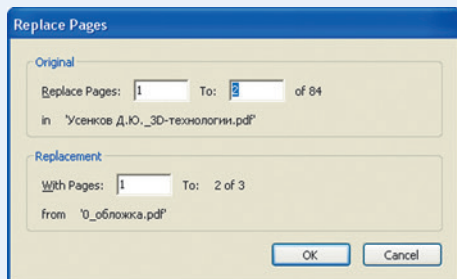 Replace Pages
Original
Replace Pages: 1 To: 2 of 84
in 'Усенков Д.Ю._3D-технологии.pdf'
Replacement
With Pages: 1 To: 2 of 3
from '0_обложка.pdf'
OK Cancel